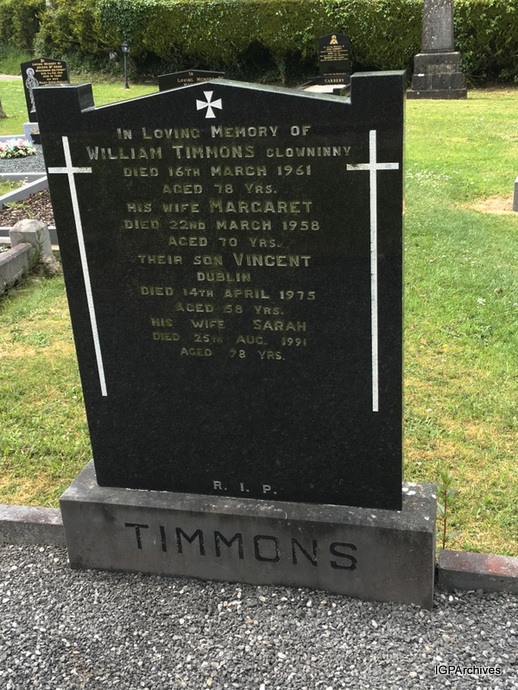 In Loving Memory of
William Timmons Clowninny
Died 16th March 1961
Aged 78 Yrs.
His Wife Margaret
Died 22nd March 1958
Aged 70 Yrs.
Their Son Vincent
Dublin
Died 14th April 1975
Aged 58 Yrs.
His Wife Sarah
Died 25th Aug. 1991
Aged 78 Yrs.
R. I. P.
TIMMONS
IGPArchives